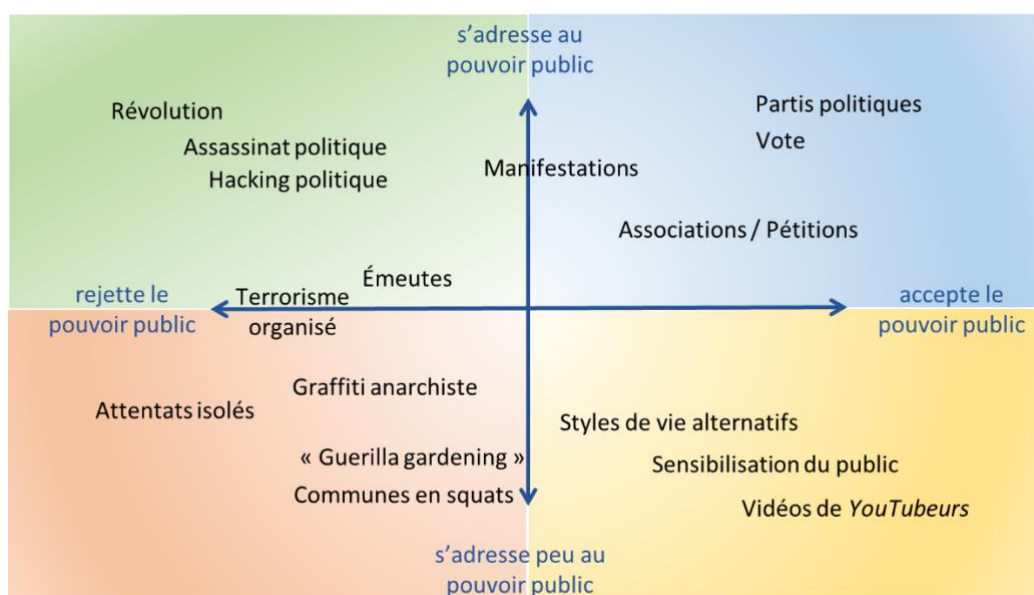 s’adresse au
pouvoir public
Révolution
Partis politiques
Assassinat politique
Vote
Hacking politique
Manifestations
Associations / Pétitions
Émeutes
rejette le
pouvoir public
Terrorisme
organisé
accepte le
pouvoir public
Graffiti anarchiste
Attentats isolés
Styles de vie alternatifs
« Guerilla gardening »
Sensibilisation du public
Communes en squats
Vidéos de YouTubeurs
s’adresse peu au
pouvoir public